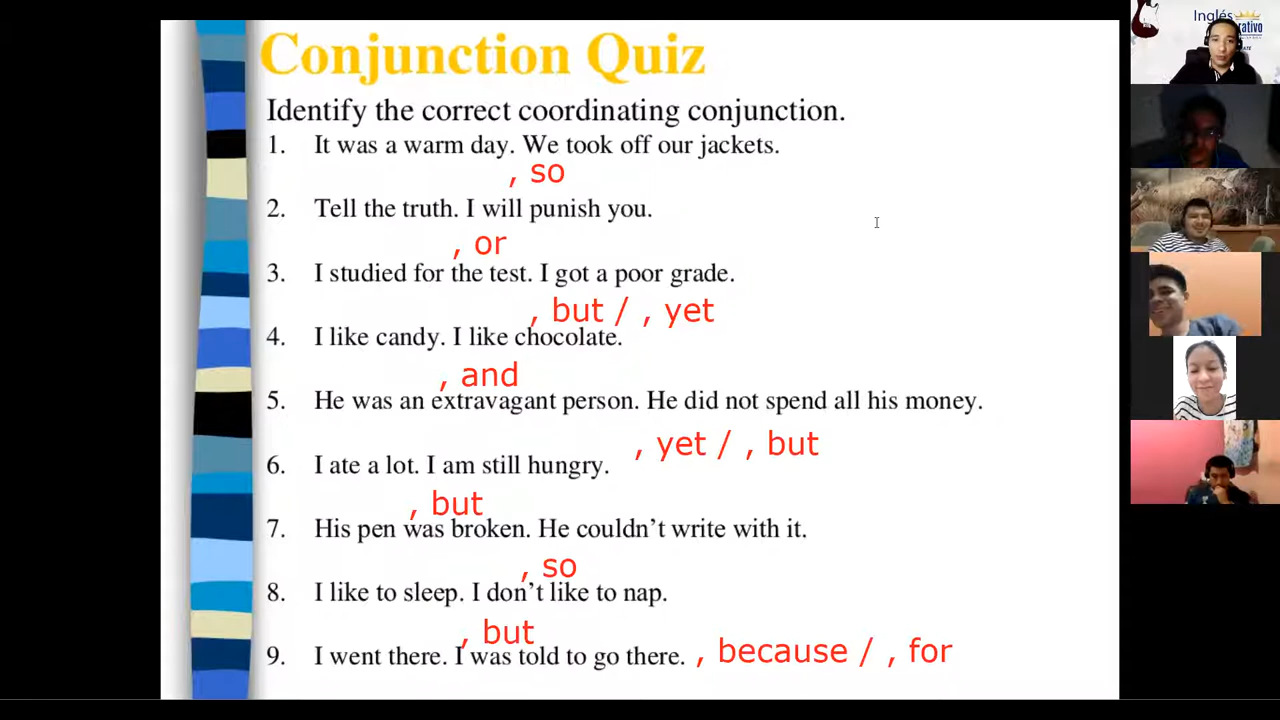 Conjunction Quiz
Identify the correct coordinating conjunction.
1. It was a warm day. We took off our jackets.
, so
2. Tell the truth. I will punish you.
, or
3. I studied for the test. I got a poor grade.
, but / , yet
4. I like candy. I like chocolate.
, and
5. He was an extravagant person. He did not spend all his money.
, yet / , but
6. I ate a lot. I am still hungry.
, but
7. His pen was broken. He couldn't write with it.
, so
8. I like to sleep. I don't like to nap.
, but
9. I went there. I was told to go there. , because / , for
Inglés